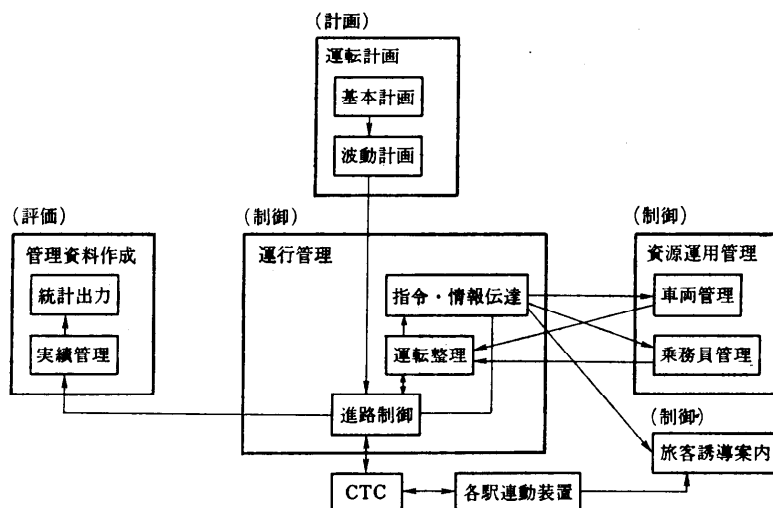 (計画)
運転計画
基本計画
波動計画
(評価)
管理資料作成
統計出力
実績管理
(制御)
運行管理
指令・情報伝達
運転整理
進路制御
(制御)
資源運用管理
車両管理
乗務員管理
(制御)
旅客誘導案内
CTC
各駅連動装置